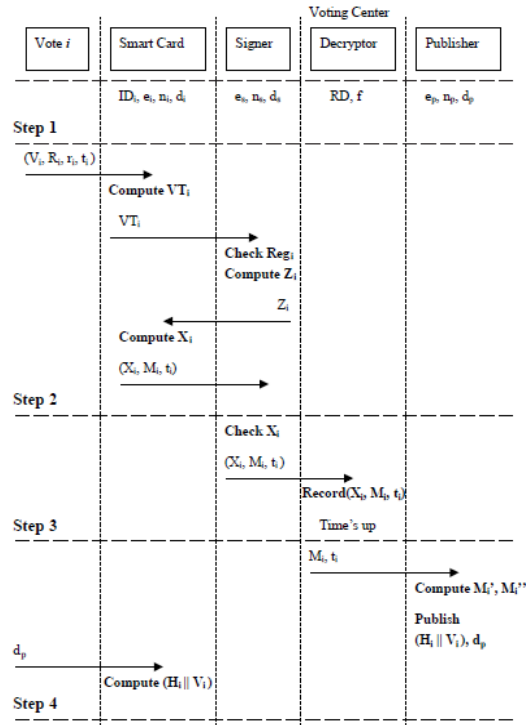 Voting Center
Vote i Smart Card Signer Decryptor Publisher
IDᵢ, eᵢ, nᵢ, dᵢ eₛ, nₛ, dₛ RD, f eₚ, nₚ, dₚ
Step 1
(Vᵢ, Rᵢ, rᵢ, tᵢ)
Compute VTᵢ
VTᵢ
Check Regᵢ
Compute Zᵢ
Zᵢ
Compute Xᵢ
(Xᵢ, Mᵢ, tᵢ)
Step 2
Check Xᵢ
(Xᵢ, Mᵢ, tᵢ)
Record(Xᵢ, Mᵢ, tᵢ)
Step 3 Time's up
Mᵢ, tᵢ
Compute Mᵢ', Mᵢ''
Publish
(Hᵢ || Vᵢ), dₚ
dₚ
Compute (Hᵢ || Vᵢ)
Step 4